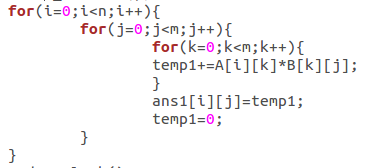 for(i=0;i<n;i++){
for(j=0;j<m;j++){
for(k=0;k<m;k++){
temp1+=A[i][k]*B[k][j];
}
ans1[i][j]=temp1;
temp1=0;
}
}